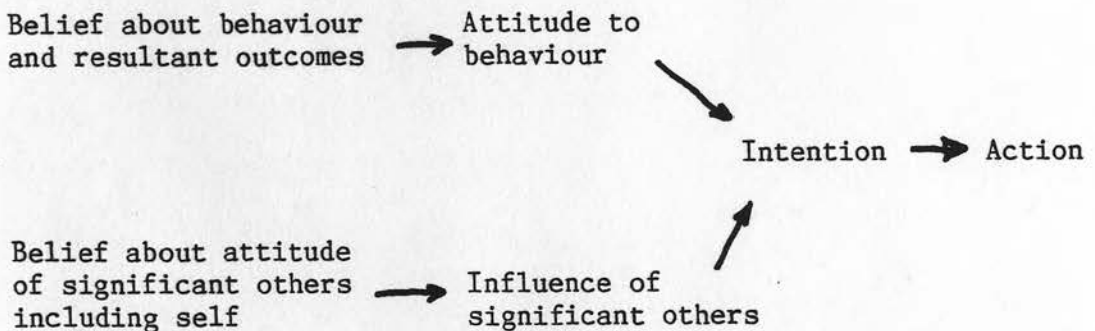 Belief about behaviour
and resultant outcomes
Attitude to
behaviour
Intention
Action
Belief about attitude
of significant others
including self
Influence of
significant others